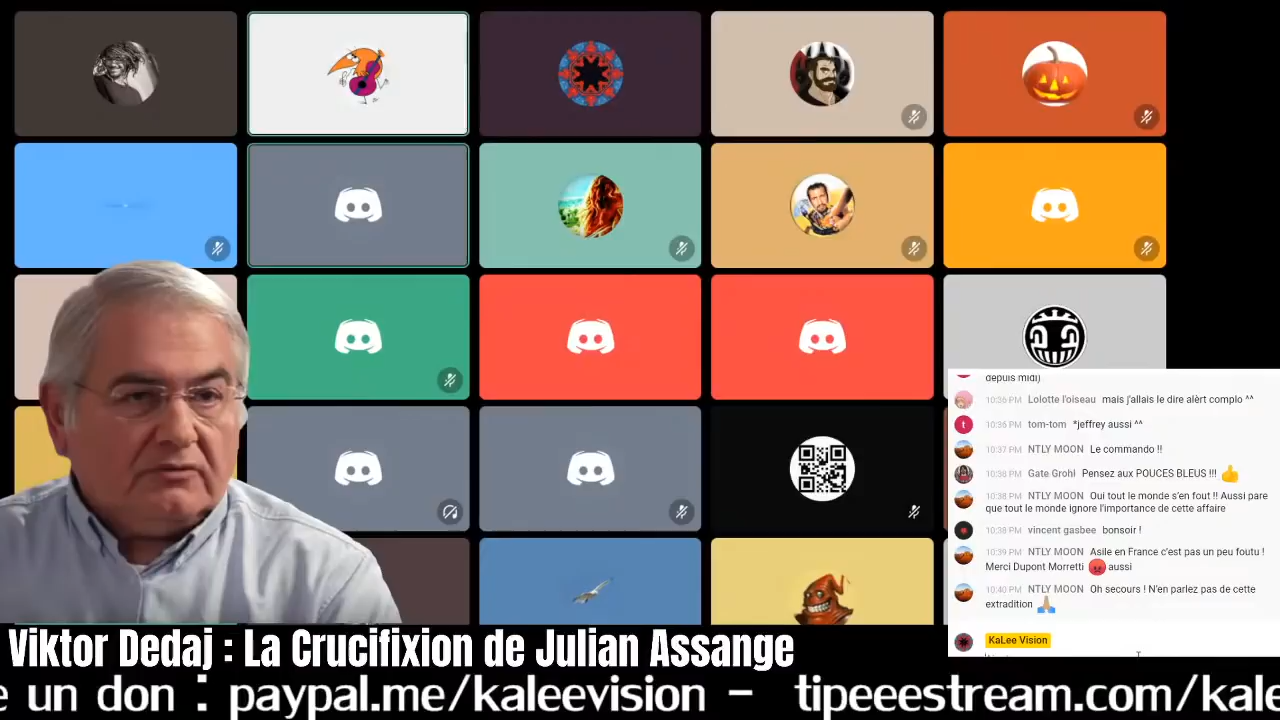 depuis midi)
10:36 PM Lolotte l'oiseau mais j'allais le dire alèrt complo ^^
t
10:36 PM tom-tom *jeffrey aussi ^^
10:37 PM NTLY MOON Le commando !!
10:38 PM Gate Grohl Pensez aux POUCES BLEUS !!! 👍
10:38 PM NTLY MOON Oui tout le monde s'en fout !! Aussi pare
que tout le monde ignore l'importance de cette affaire
10:38 PM vincent gasbee bonsoir !
10:39 PM NTLY MOON Asile en France c'est pas un peu foutu !
Merci Dupont Morretti 😡 aussi
10:40 PM NTLY MOON Oh secours ! N'en parlez pas de cette
extradition 🙏🏽
KaLee Vision
Viktor Dedaj : La Crucifixion de Julian Assange
e un don : paypal.me/kaleevision - tipeeestream.com/kale